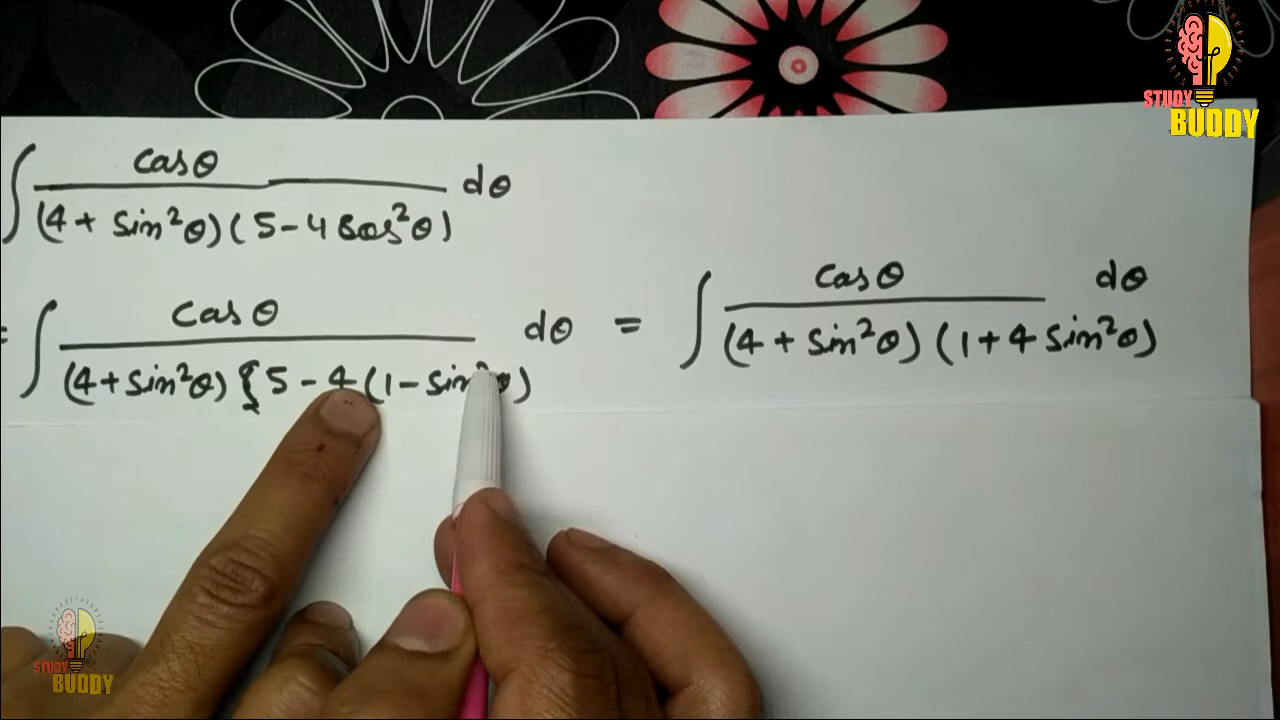 STUDY
BUDDY
∫ cosθ / (4 + sin²θ)(5 - 4 cos²θ) dθ
= ∫ cosθ / (4 + sin²θ) {5 - 4 (1 - sin²θ) dθ = ∫ cosθ / (4 + sin²θ) (1 + 4 sin²θ) dθ
STUDY
BUDDY